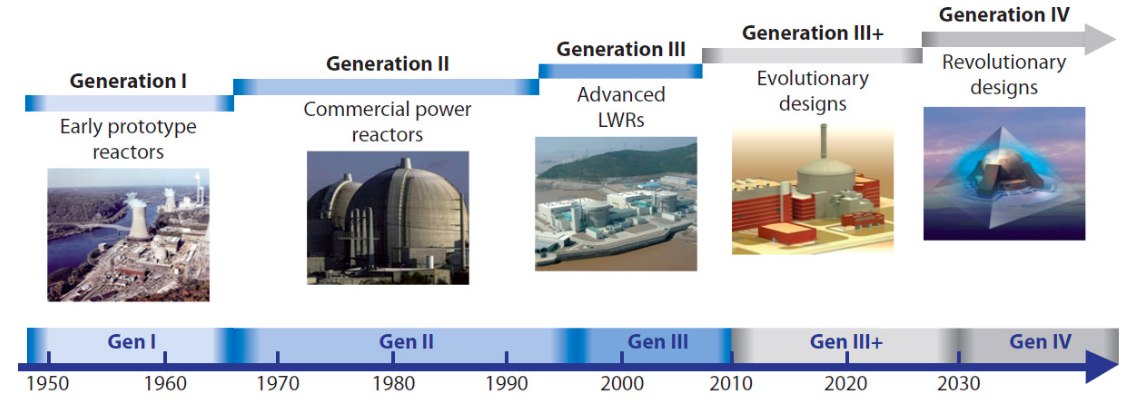 Generation I
Early prototype
reactors
Generation II
Commercial power
reactors
Generation III
Advanced
LWRs
Generation III+
Evolutionary
designs
Generation IV
Revolutionary
designs
Gen I
Gen II
Gen III
Gen III+
Gen IV
1950
1960
1970
1980
1990
2000
2010
2020
2030